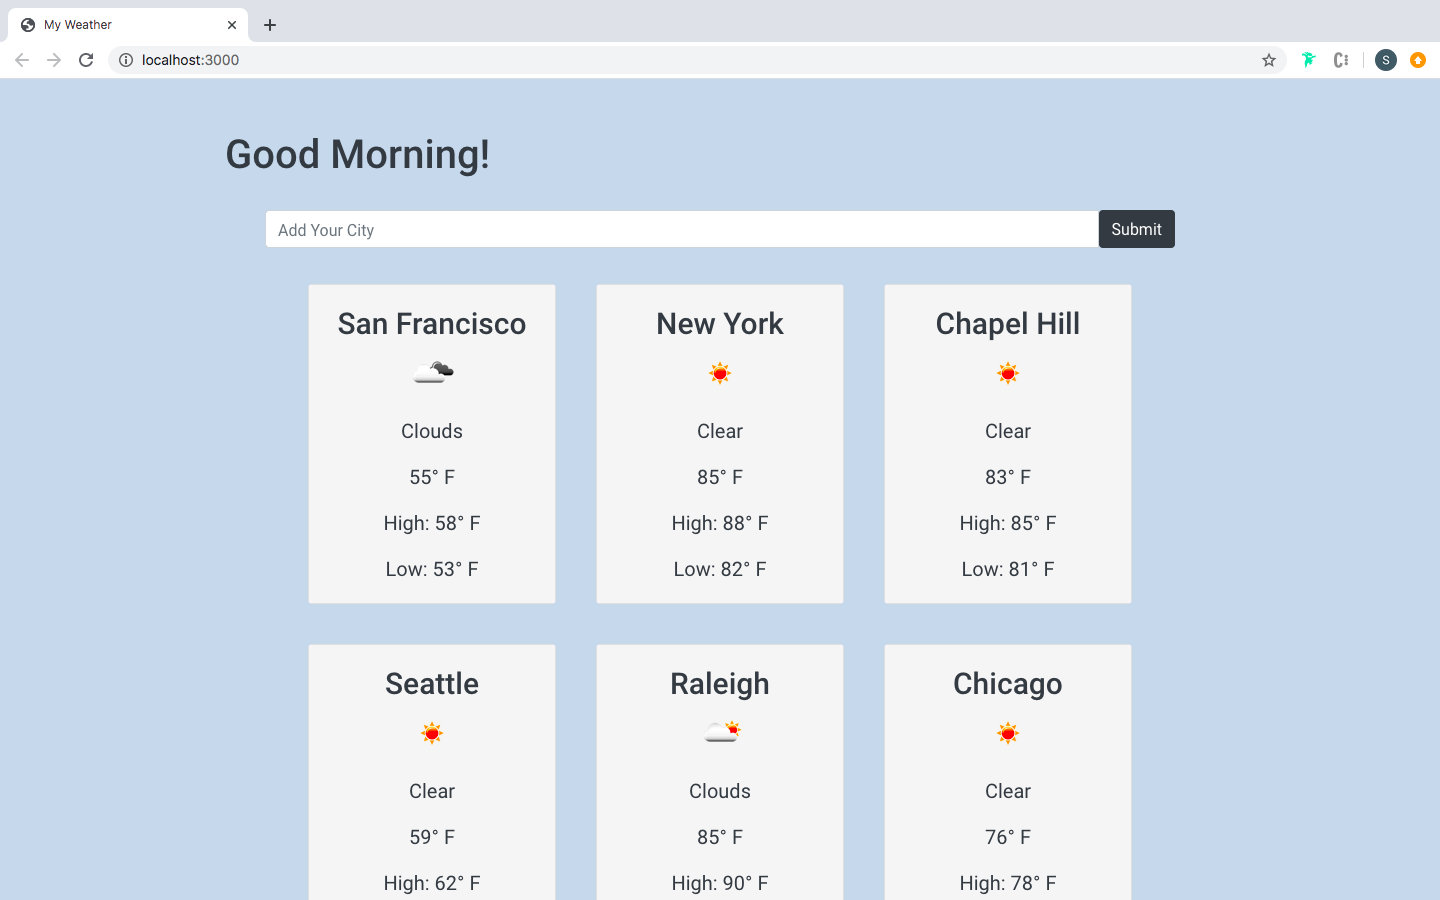 My Weather
localhost:3000
S
Good Morning!
Add Your City
Submit
San Francisco
Clouds
55° F
High: 58° F
Low: 53° F
New York
Clear
85° F
High: 88° F
Low: 82° F
Chapel Hill
Clear
83° F
High: 85° F
Low: 81° F
Seattle
Clear
59° F
High: 62° F
Raleigh
Clouds
85° F
High: 90° F
Chicago
Clear
76° F
High: 78° F